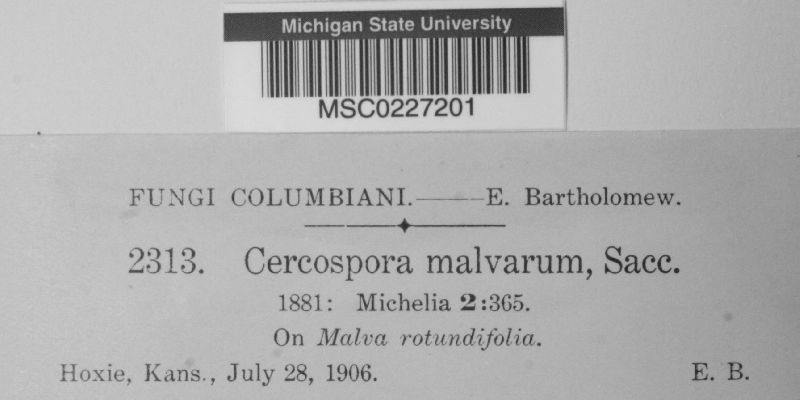 Michigan State University
MSC0227201
FUNGI COLUMBIANI.——E. Bartholomew.
2313. Cercospora malvarum, Sacc.
1881: Michelia 2:365.
On Malva rotundifolia.
Hoxie, Kans., July 28, 1906. E. B.